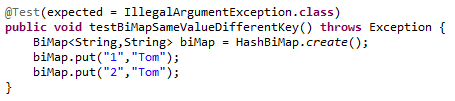 @Test(expected = IllegalArgumentException.class)
public void testBiMapSameValueDifferentKey() throws Exception {
    BiMap<String,String> biMap = HashBiMap.create();
    biMap.put("1","Tom");
    biMap.put("2","Tom");
}